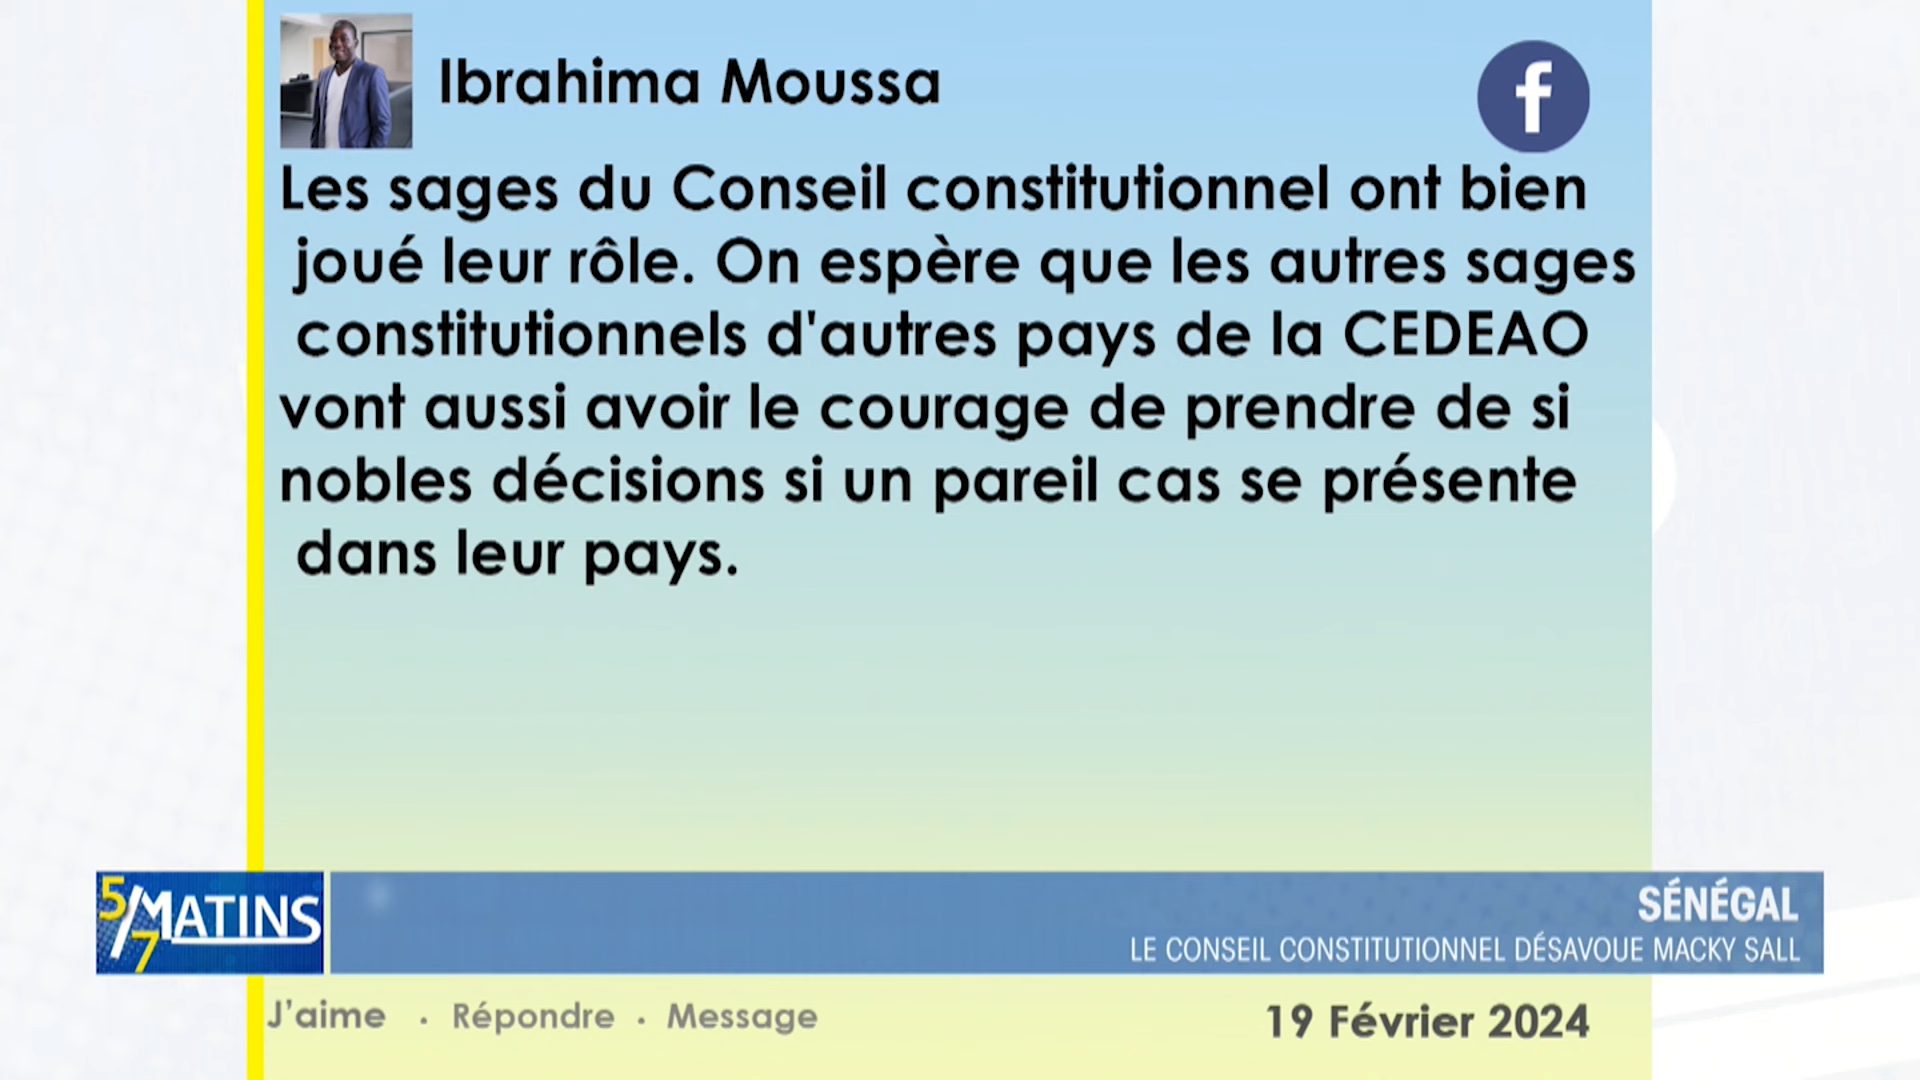 Ibrahima Moussa
f
Les sages du Conseil constitutionnel ont bien
joué leur rôle. On espère que les autres sages
constitutionnels d'autres pays de la CEDEAO
vont aussi avoir le courage de prendre de si
nobles décisions si un pareil cas se présente
dans leur pays.
5/7 MATINS
SÉNÉGAL
LE CONSEIL CONSTITUTIONNEL DÉSAVOUE MACKY SALL
J’aime · Répondre · Message
19 Février 2024